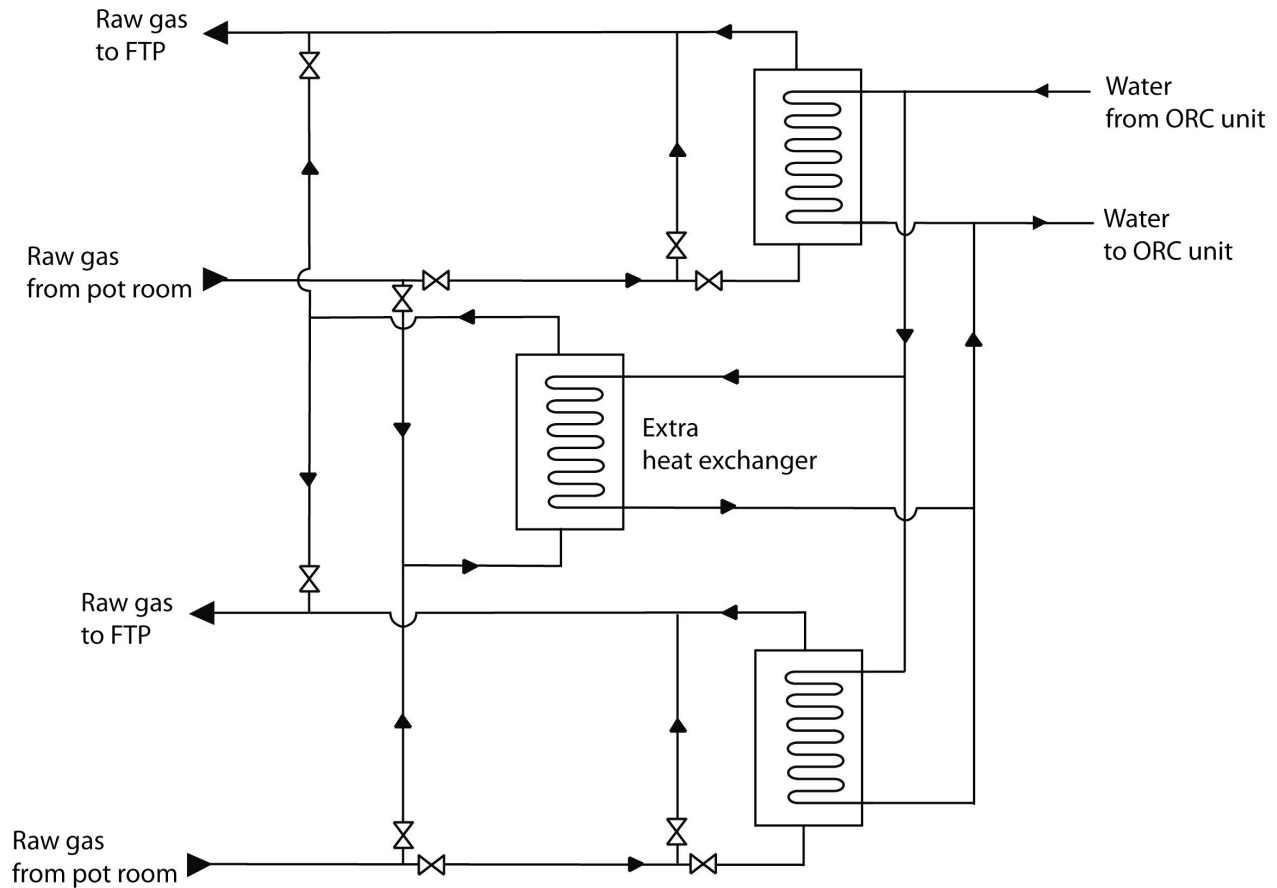 Raw gas
to FTP
Water
from ORC unit
Water
to ORC unit
Raw gas
from pot room
Extra
heat exchanger
Raw gas
to FTP
Raw gas
from pot room